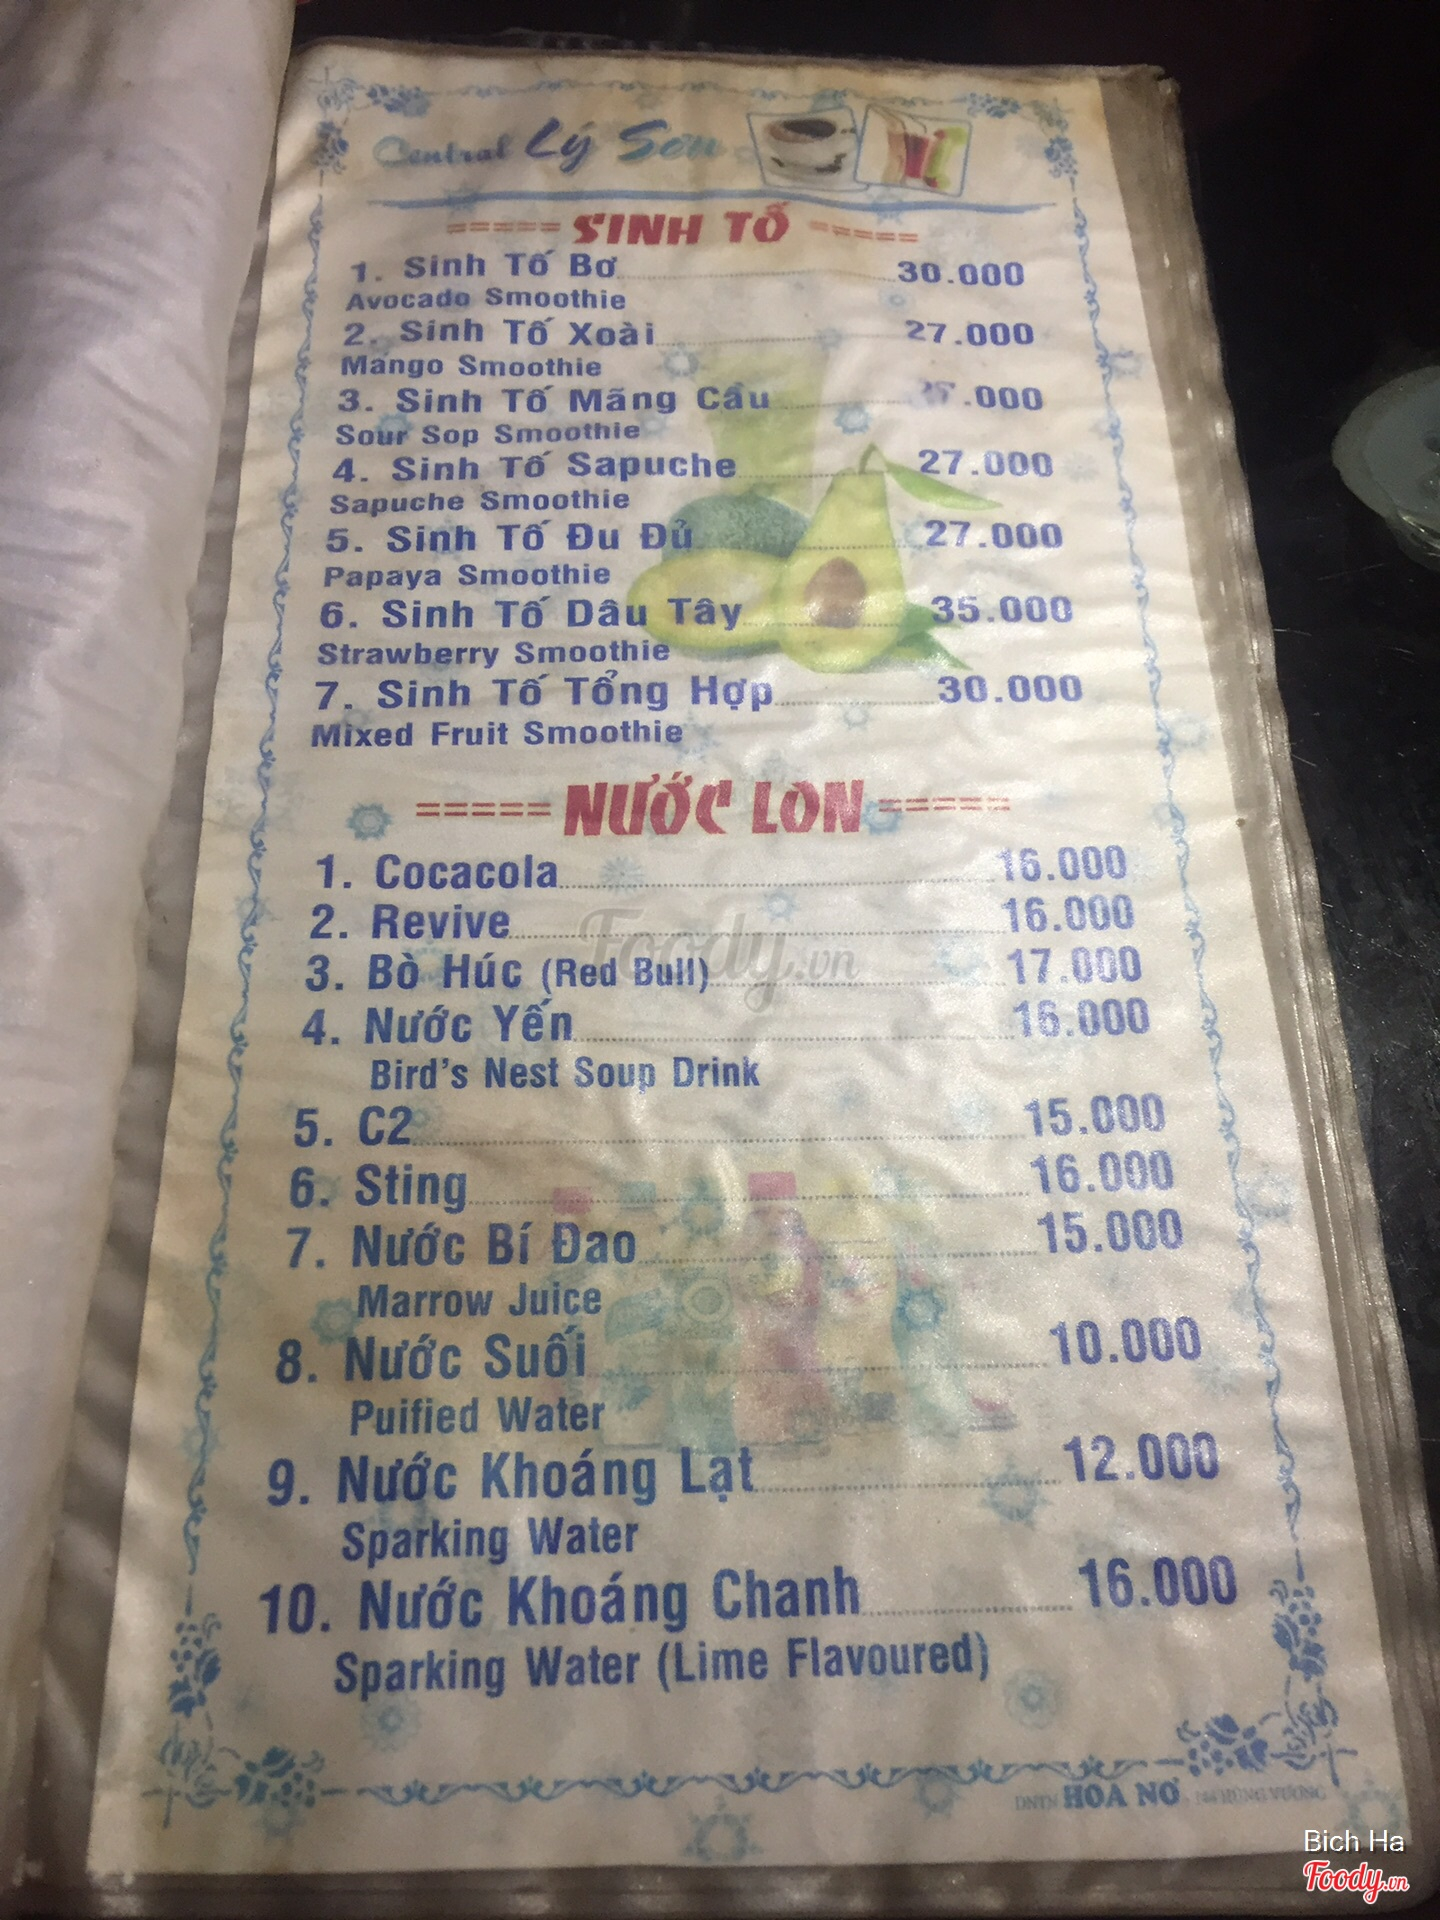 Central Lý Sơn
===== SINH TỐ =====
1. Sinh Tố Bơ 30.000
Avocado Smoothie
2. Sinh Tố Xoài 27.000
Mango Smoothie
3. Sinh Tố Mãng Cầu .000
Sour Sop Smoothie
4. Sinh Tố Sapuche 27.000
Sapuche Smoothie
5. Sinh Tố Đu Đủ 27.000
Papaya Smoothie
6. Sinh Tố Dâu Tây 35.000
Strawberry Smoothie
7. Sinh Tố Tổng Hợp 30.000
Mixed Fruit Smoothie
===== NƯỚC LON =====
1. Cocacola 16.000
2. Revive 16.000
Foody.vn
3. Bò Húc (Red Bull) 17.000
4. Nước Yến 16.000
Bird's Nest Soup Drink
5. C2 15.000
6. Sting 16.000
7. Nước Bí Đao 15.000
Marrow Juice
8. Nước Suối 10.000
Puified Water
9. Nước Khoáng Lạt 12.000
Sparking Water
10. Nước Khoáng Chanh 16.000
Sparking Water (Lime Flavoured)
DNTN HOA NỞ - 144 HÙNG VƯƠNG
Bich Ha
Foody.vn